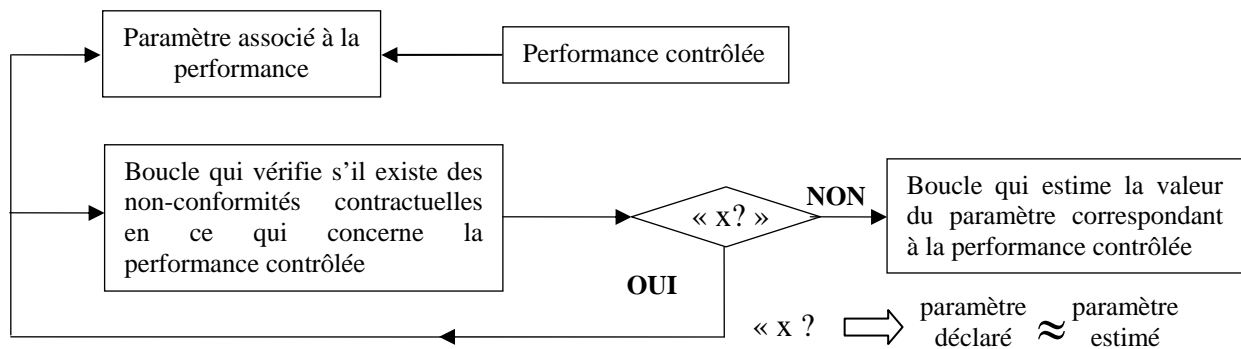 Paramètre associé à la
performance
Performance contrôlée
Boucle qui vérifie s'il existe des
non-conformités contractuelles
en ce qui concerne la
performance contrôlée
« x? »
NON
Boucle qui estime la valeur
du paramètre correspondant
à la performance contrôlée
OUI
« x ?
paramètre
déclaré
≈
paramètre
estimé